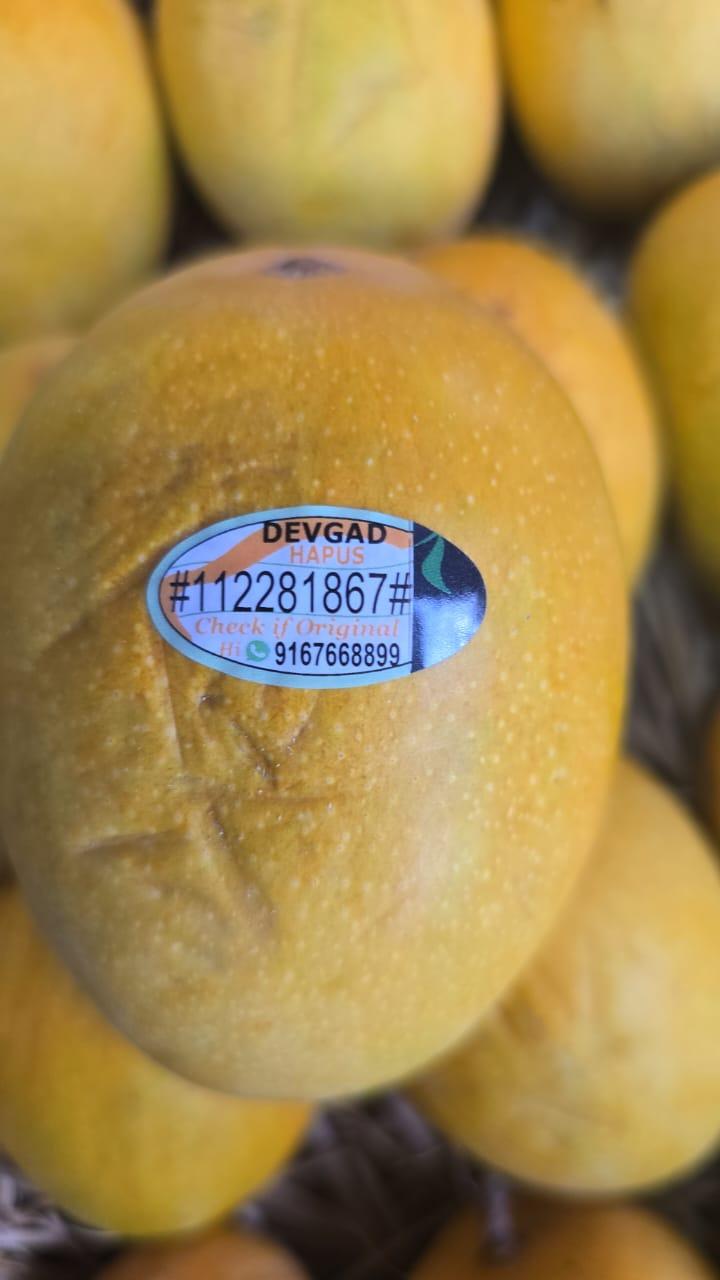 DEVGAD
HAPUS
#112281867#
Check if Original
Hi 9167668899